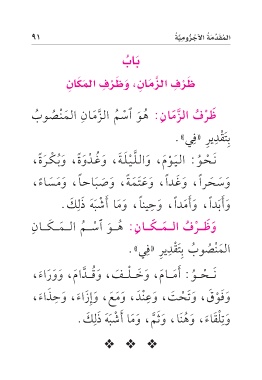 المُقَدِّمَةُ الآجُرُّومِيَّةُ ٩١
بَابُ
ظَرْفِ الزَّمَانِ، وَظَرْفِ المَكَانِ
ظَرْفُ الزَّمَانِ: هُوَ ٱسْمُ الزَّمَانِ المَنْصُوبُ
بِتَقْدِيرِ «فِي».
نَحْوُ: اليَوْمَ، وَاللَّيْلَةَ، وَغُدْوَةً، وَبُكْرَةً،
وَسَحَراً، وَغَداً، وَعَتَمَةً، وَصَبَاحاً، وَمَسَاءً،
وَأَبَداً، وَأَمَداً، وَحِيناً، وَمَا أَشْبَهَ ذَلِكَ.
وَظَرْفُ المَكَانِ: هُوَ ٱسْمُ المَكَانِ
المَنْصُوبُ بِتَقْدِيرِ «فِي».
نَحْوُ: أَمَامَ، وَخَلْفَ، وَقُدَّامَ، وَوَرَاءَ،
وَفَوْقَ، وَتَحْتَ، وَعِنْدَ، وَمَعَ، وَإِزَاءَ، وَحِذَاءَ،
وَتِلْقَاءَ، وَهُنَا، وَثَمَّ، وَمَا أَشْبَهَ ذَلِكَ.